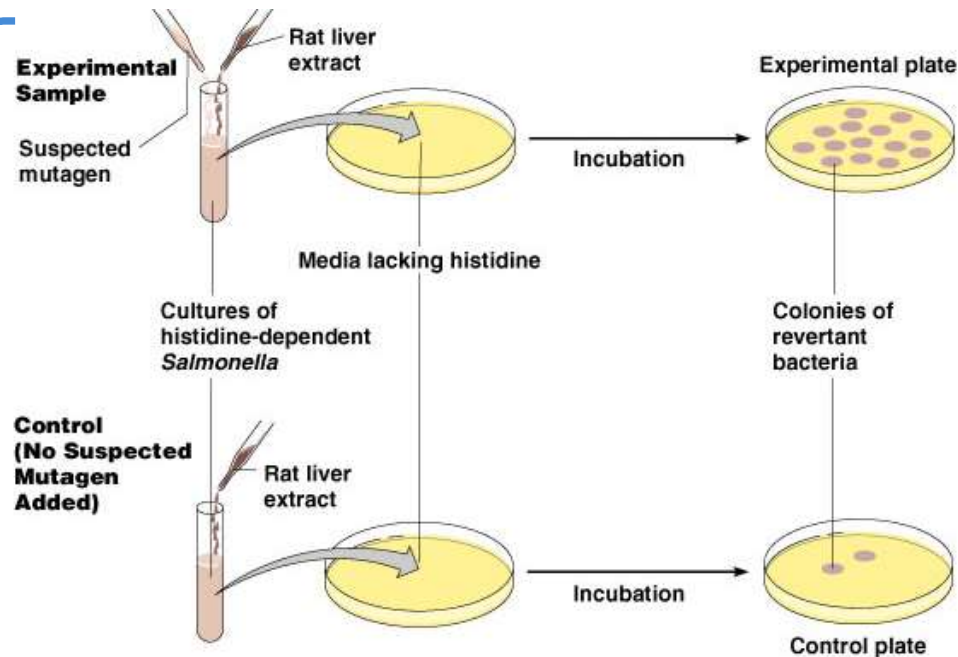 Rat liver
extract
Experimental
Sample
Suspected
mutagen
Experimental plate
Incubation
Media lacking histidine
Cultures of
histidine-dependent
Salmonella
Colonies of
revertant
bacteria
Control
(No Suspected
Mutagen
Added)
Rat liver
extract
Incubation
Control plate